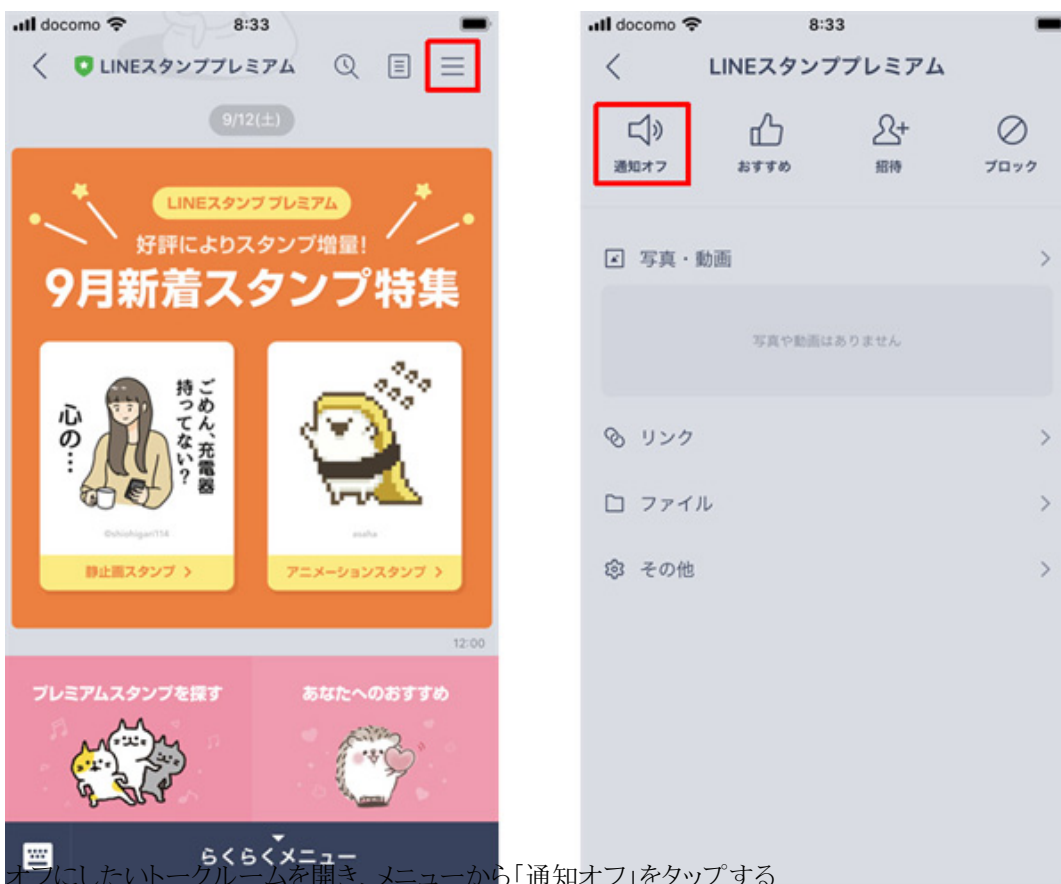 docomo 8:33
LINEスタンププレミアム
9/12(土)
LINEスタンプ プレミアム
好評によりスタンプ増量!
9月新着スタンプ特集
ごめん、充電器
持ってない?
心の…
©shiohigari114
asaha
静止画スタンプ >
アニメーションスタンプ >
12:00
プレミアムスタンプを探す
あなたへのおすすめ
らくらくメニュー
docomo 8:33
LINEスタンププレミアム
通知オフ
おすすめ
招待
ブロック
写真・動画
写真や動画はありません
リンク
ファイル
その他
オフにしたいトークルームを開き、メニューから「通知オフ」をタップする